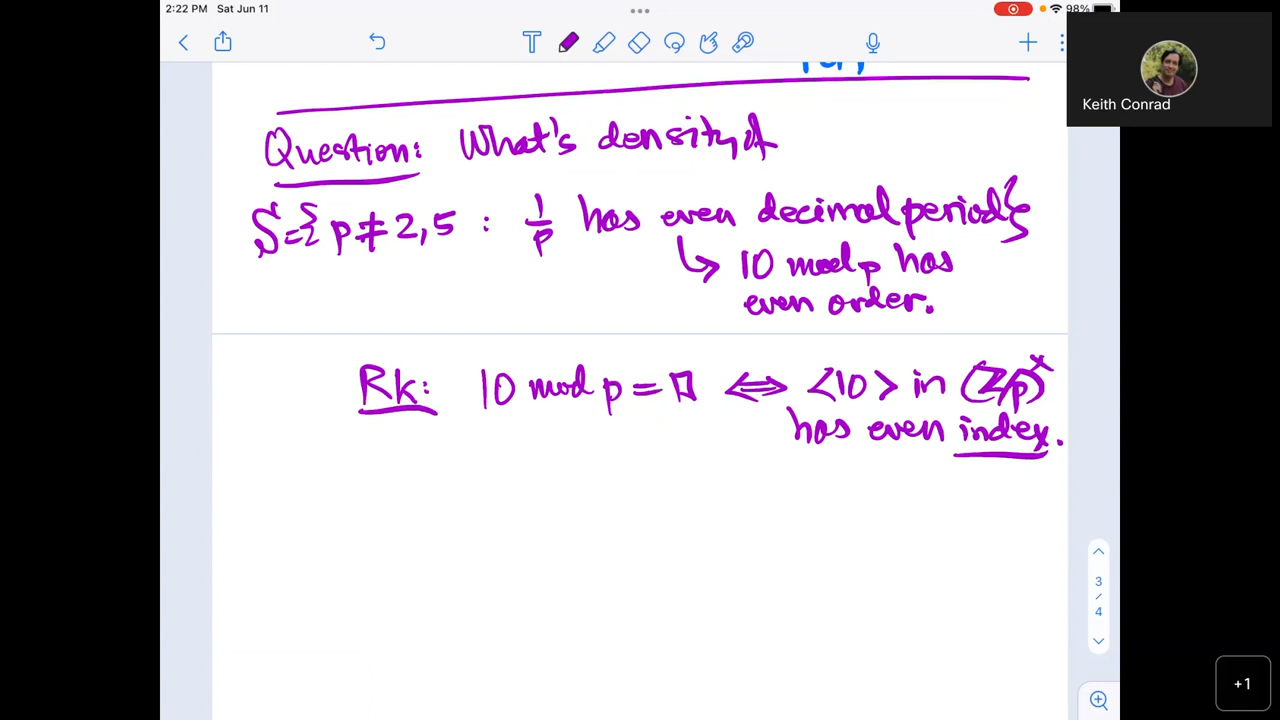 2:22 PM Sat Jun 11
98%
Keith Conrad
Question: What's density of
S={ p≠2,5 : 1/p has even decimal period}
↳ 10 mod p has
even order.
Rk: 10 mod p = □ ⟺ <10> in (Z/p)^×
has even index.
3
/
4
+1